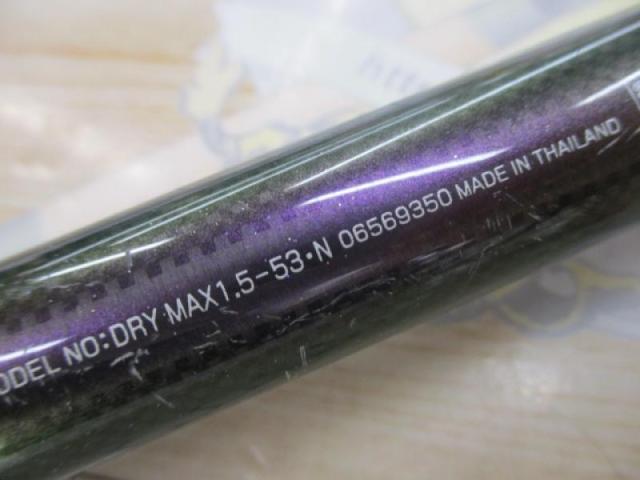 ODEL NO:DRY MAX1.5-53・N 06569350 MADE IN THAILAND